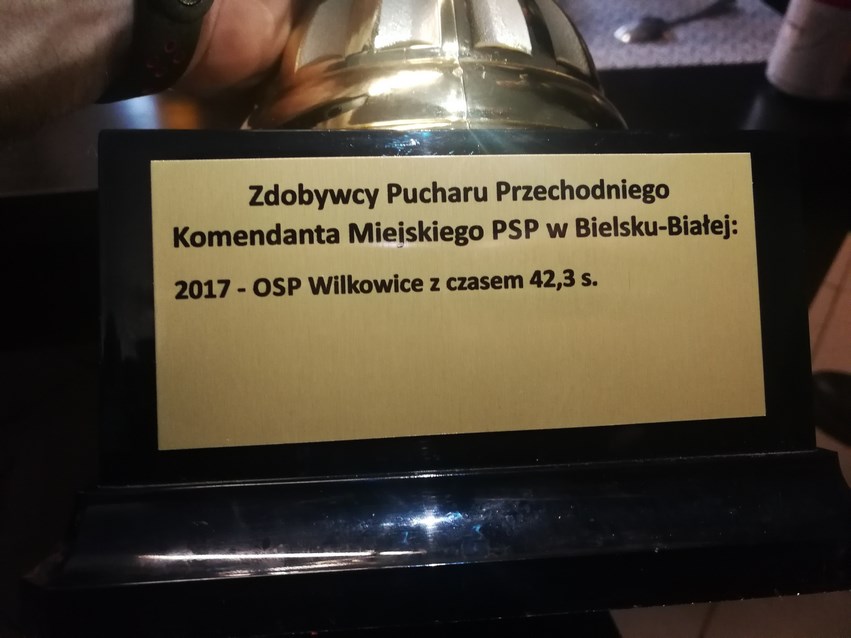 Zdobywcy Pucharu Przechodniego
Komendanta Miejskiego PSP w Bielsku-Białej:
2017 - OSP Wilkowice z czasem 42,3 s.